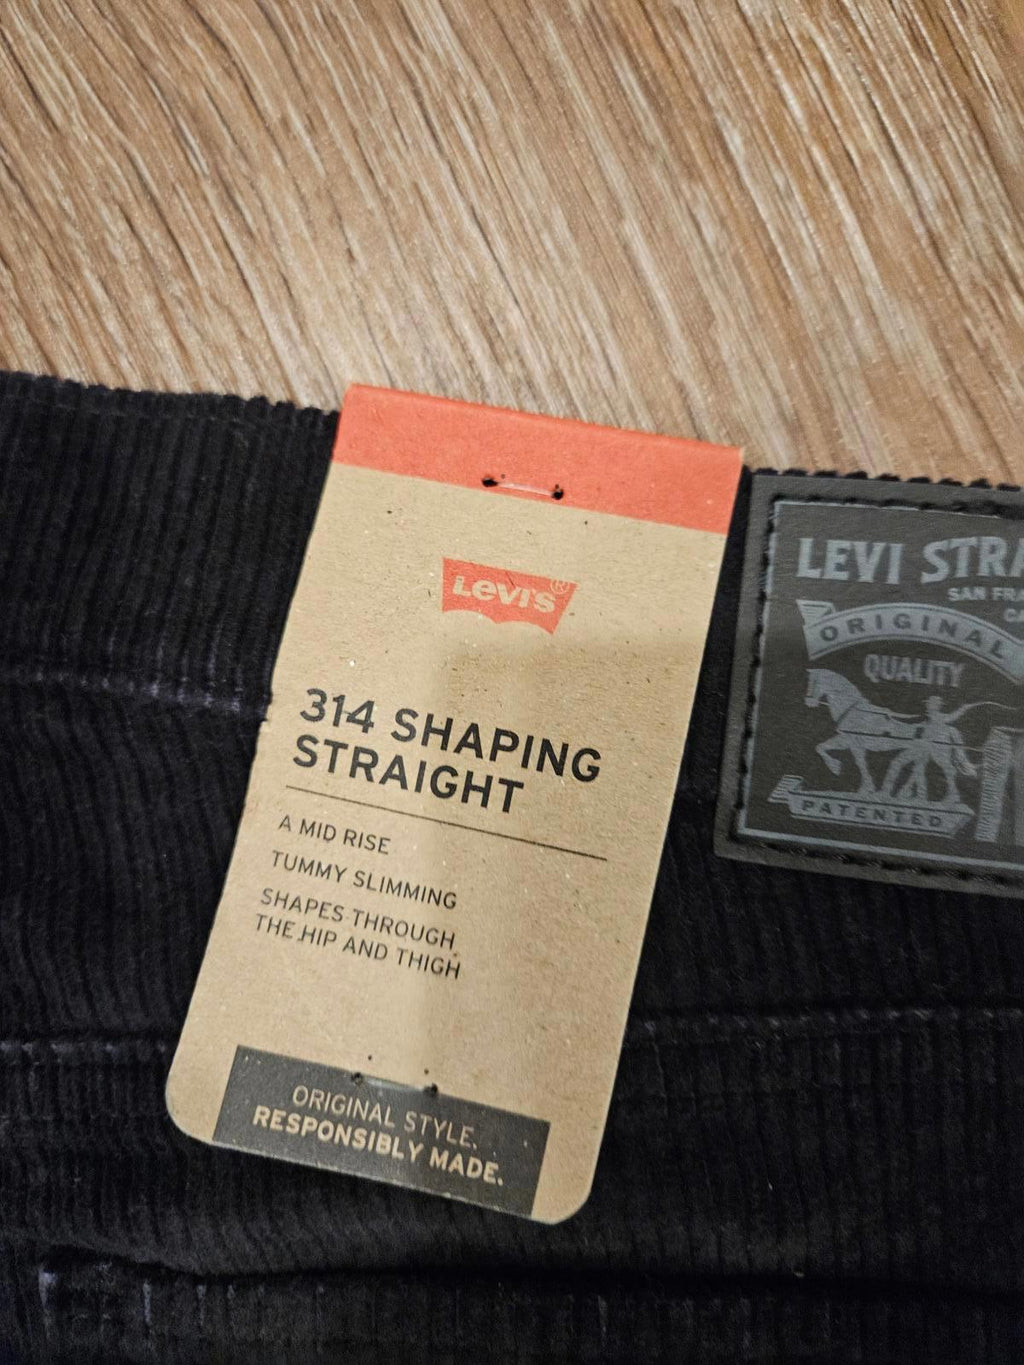 Levi's®
314 SHAPING
STRAIGHT
A MID RISE
TUMMY SLIMMING
SHAPES THROUGH
THE HIP AND THIGH
ORIGINAL STYLE.
RESPONSIBLY MADE.
LEVI STRA
SAN FRA
CA
ORIGINAL
QUALITY
PATENTED